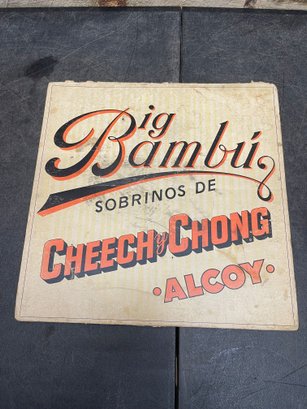 Big
Bambú
SOBRINOS DE
CHEECH y CHONG
·ALCOY·